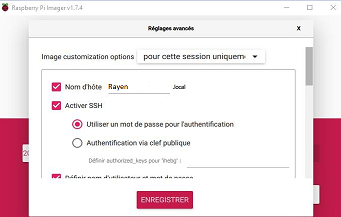 Raspberry Pi Imager v1.7.4
Réglages avancés X
Image customization options pour cette session uniquem
Nom d'hôte Rayen .local
Activer SSH
Utiliser un mot de passe pour l'authentification
Authentification via clef publique
Définir authorized_keys pour 'ihebg' :
Définir nom d'utilisateur et mot de passe
ENREGISTRER